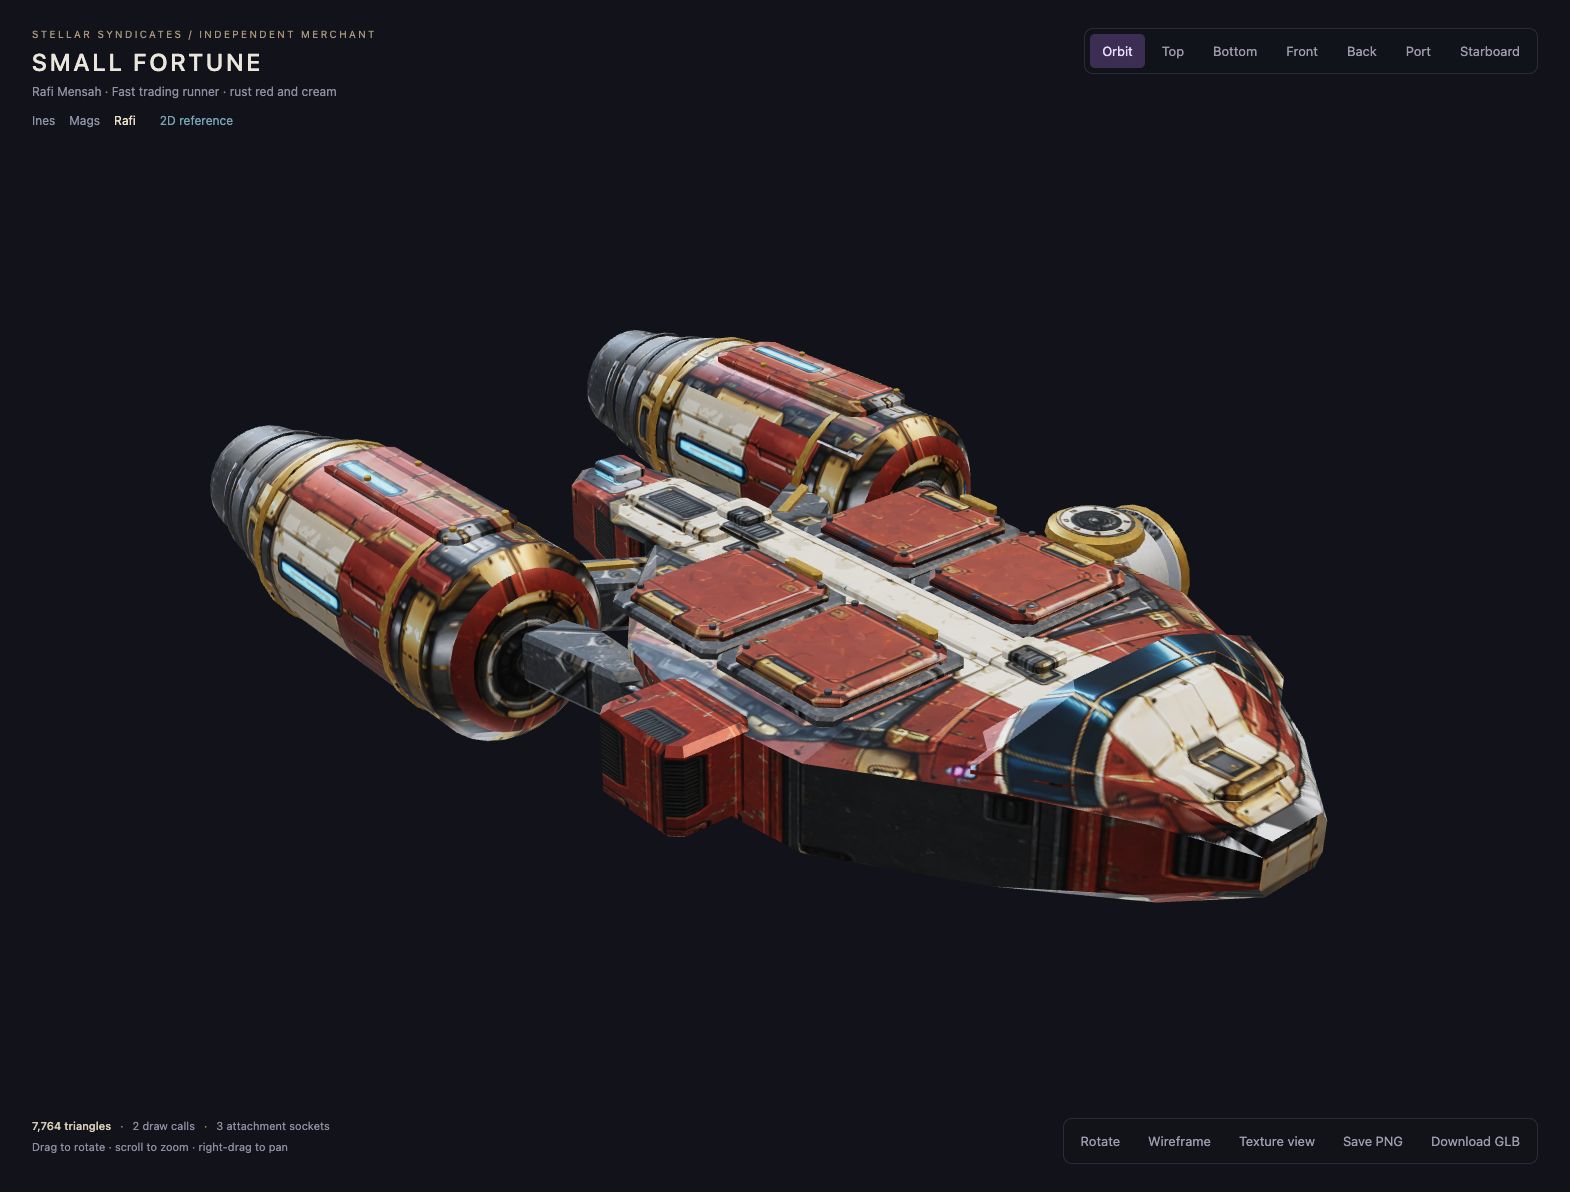 STELLAR SYNDICATES / INDEPENDENT MERCHANT
SMALL FORTUNE
Rafi Mensah · Fast trading runner · rust red and cream
Ines Mags Rafi 2D reference
Orbit Top Bottom Front Back Port Starboard
7,764 triangles · 2 draw calls · 3 attachment sockets
Drag to rotate · scroll to zoom · right-drag to pan
Rotate Wireframe Texture view Save PNG Download GLB